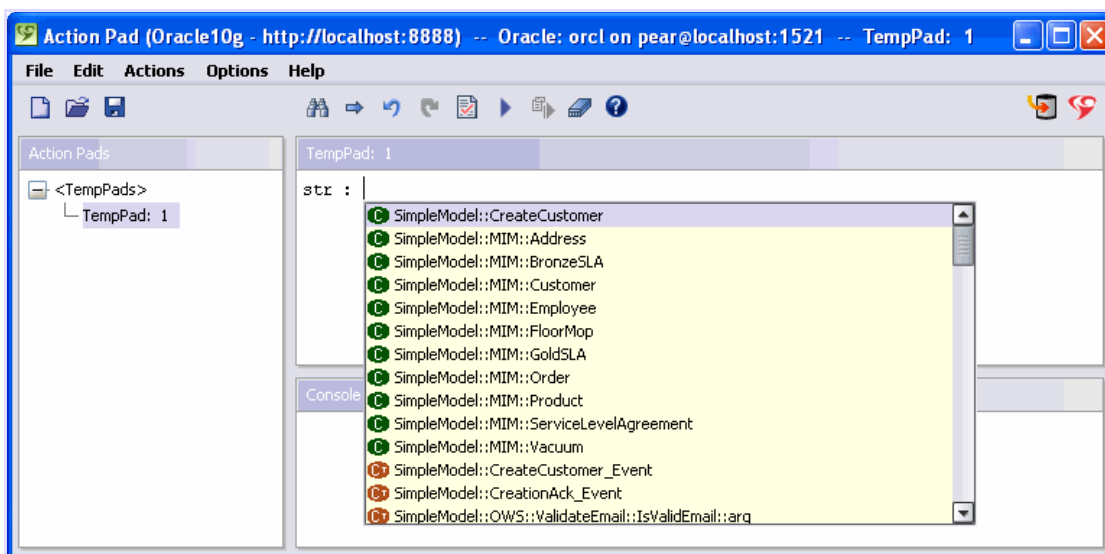 Action Pad (Oracle10g - http://localhost:8888) -- Oracle: orcl on pear@localhost:1521 -- TempPad: 1
File Edit Actions Options Help
Action Pads
TempPad: 1
<TempPads>
TempPad: 1
str :
SimpleModel::CreateCustomer
SimpleModel::MIM::Address
SimpleModel::MIM::BronzeSLA
SimpleModel::MIM::Customer
SimpleModel::MIM::Employee
SimpleModel::MIM::FloorMop
SimpleModel::MIM::GoldSLA
SimpleModel::MIM::Order
SimpleModel::MIM::Product
SimpleModel::MIM::ServiceLevelAgreement
SimpleModel::MIM::Vacuum
SimpleModel::CreateCustomer_Event
SimpleModel::CreationAck_Event
SimpleModel::OWS::ValidateEmail::IsValidEmail::arg
Console